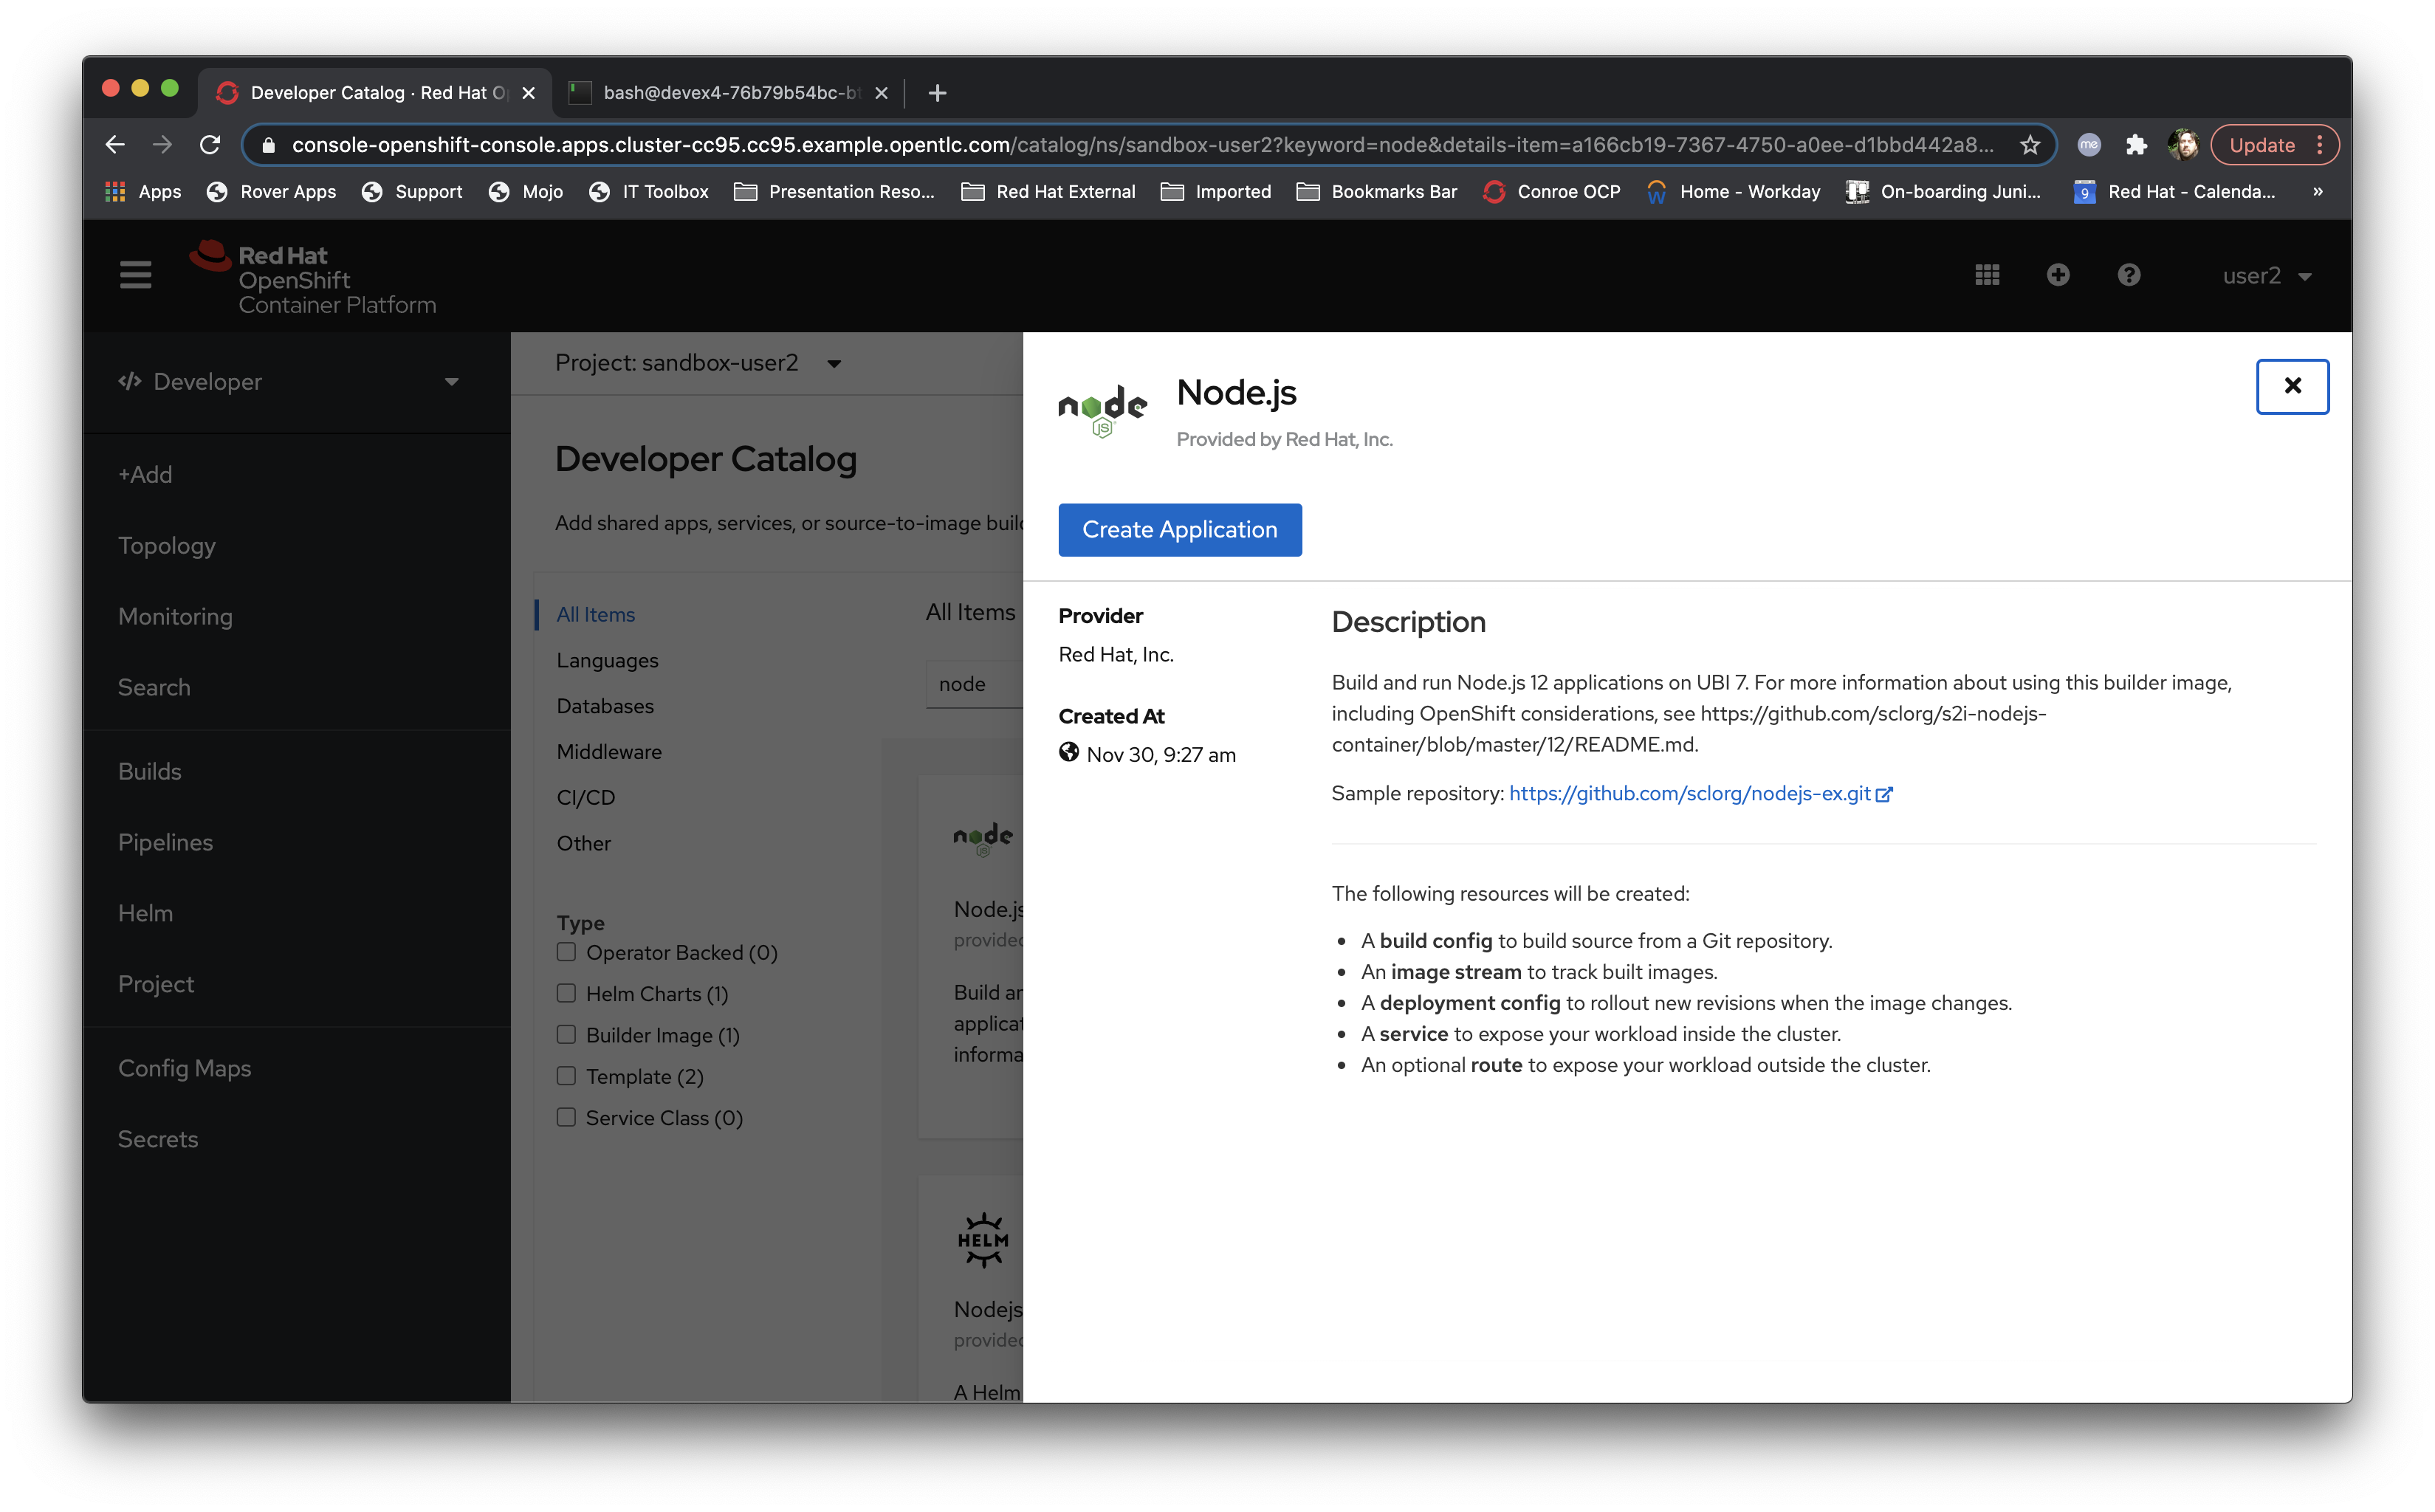 Developer Catalog · Red Hat O
bash@devex4-76b79b54bc-bt
console-openshift-console.apps.cluster-cc95.cc95.example.opentlc.com/catalog/ns/sandbox-user2?keyword=node&details-item=a166cb19-7367-4750-a0ee-d1bbd442a8...
me
Update
Apps
Rover Apps
Support
Mojo
IT Toolbox
Presentation Reso...
Red Hat External
Imported
Bookmarks Bar
Conroe OCP
Home - Workday
On-boarding Juni...
9
Red Hat - Calenda...
»
Red Hat
OpenShift
Container Platform
user2
Developer
+Add
Topology
Monitoring
Search
Builds
Pipelines
Helm
Project
Config Maps
Secrets
Project: sandbox-user2
Developer Catalog
Add shared apps, services, or source-to-image build
All Items
Languages
Databases
Middleware
CI/CD
Other
Type
Operator Backed (0)
Helm Charts (1)
Builder Image (1)
Template (2)
Service Class (0)
All Items
node
node
JS
Node.js
provided
Build an
applicat
informa
HELM
Nodejs
provided
A Helm
node
JS
Node.js
Provided by Red Hat, Inc.
Create Application
Provider
Red Hat, Inc.
Created At
Nov 30, 9:27 am
Description
Build and run Node.js 12 applications on UBI 7. For more information about using this builder image,
including OpenShift considerations, see https://github.com/sclorg/s2i-nodejs-
container/blob/master/12/README.md.
Sample repository: https://github.com/sclorg/nodejs-ex.git
The following resources will be created:
• A build config to build source from a Git repository.
• An image stream to track built images.
• A deployment config to rollout new revisions when the image changes.
• A service to expose your workload inside the cluster.
• An optional route to expose your workload outside the cluster.